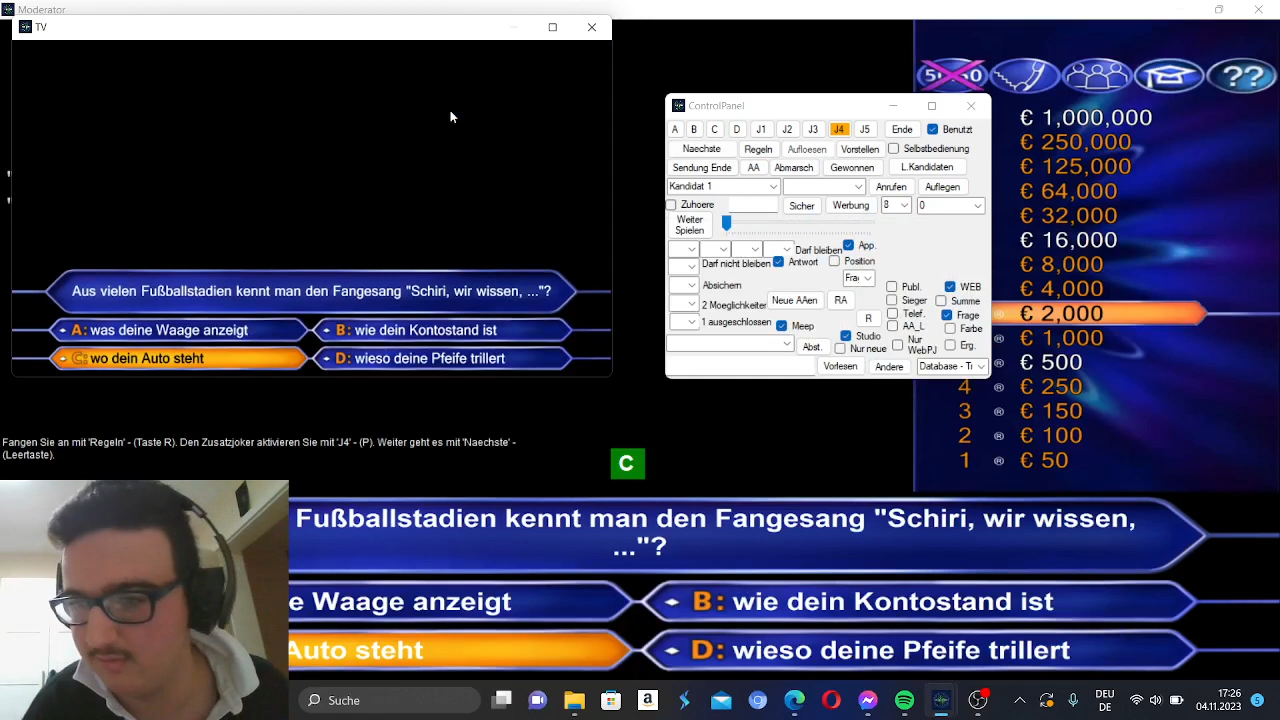 Moderator
TV
Aus vielen Fußballstadien kennt man den Fangesang "Schiri, wir wissen, ..."?
A: was deine Waage anzeigt
B: wie dein Kontostand ist
C: wo dein Auto steht
D: wieso deine Pfeife trillert
ControlPanel
A B C D J1 J2 J3 J4 J5 Ende Benutzt
Naechste Regeln Aufloesen Vorstellen Selbstbedienung
Sendung Ende AA Abmarsch Gewonnen L.Kandidaten
Kandidat 1 Anrufen Auflegen
Zuhoere Sicher Werbung 8 0
Weiter
Spielen
Darf bleiben App.
Darf nicht bleiben Antwort Position
Absichern
2 Moeglichkeiter Neue AAen RA
1 ausgeschlossen Meep R
Publ. WEB
Sieger Summe
Telef. Frage
AA_L Farbe
Studio Nur WebPJ Erg.
Abst. Nur neue
Vorlesen Andere Database - Tr
??
€ 1,000,000
€ 250,000
€ 125,000
€ 64,000
€ 32,000
€ 16,000
€ 8,000
€ 4,000
€ 2,000
€ 1,000
€ 500
4 € 250
3 € 150
2 € 100
1 € 50
Fangen Sie an mit 'Regeln' - (Taste R). Den Zusatzjoker aktivieren Sie mit 'J4' - (P). Weiter geht es mit 'Naechste' -
(Leertaste).
C
Fußballstadien kennt man den Fangesang "Schiri, wir wissen,
..."?
e Waage anzeigt
B: wie dein Kontostand ist
Auto steht
D: wieso deine Pfeife trillert
Suche
DEU
DE
17:26
04.11.2023
5